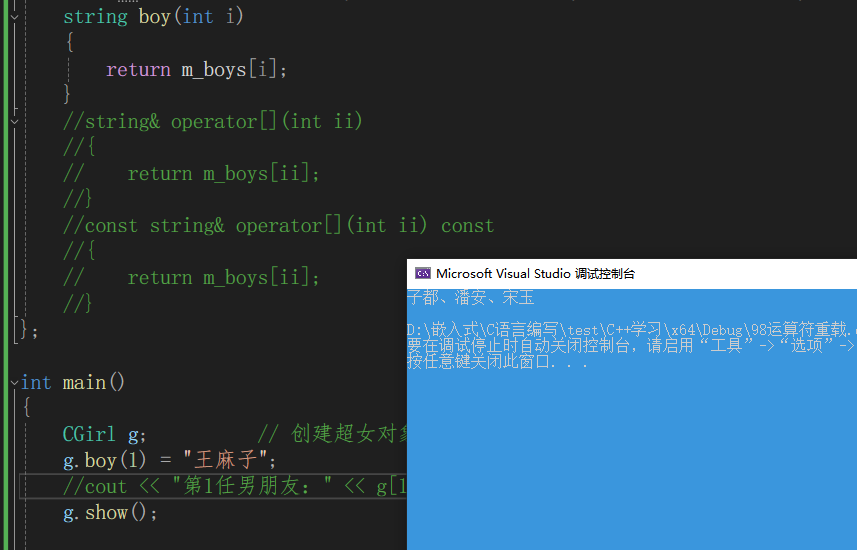 string boy(int i)
{
return m_boys[i];
}
//string& operator[](int ii)
//{
// return m_boys[ii];
//}
//const string& operator[](int ii) const
//{
// return m_boys[ii];
//}
};
int main()
{
CGirl g; // 创建超女对象
g.boy(1) = "王麻子";
//cout << "第1任男朋友：" << g[1
g.show();
Microsoft Visual Studio 调试控制台
子都、潘安、宋玉
D:\嵌入式\C语言编写\test\C++学习\x64\Debug\98运算符重载.
要在调试停止时自动关闭控制台，请启用“工具”->“选项”->
按任意键关闭此窗口. . .